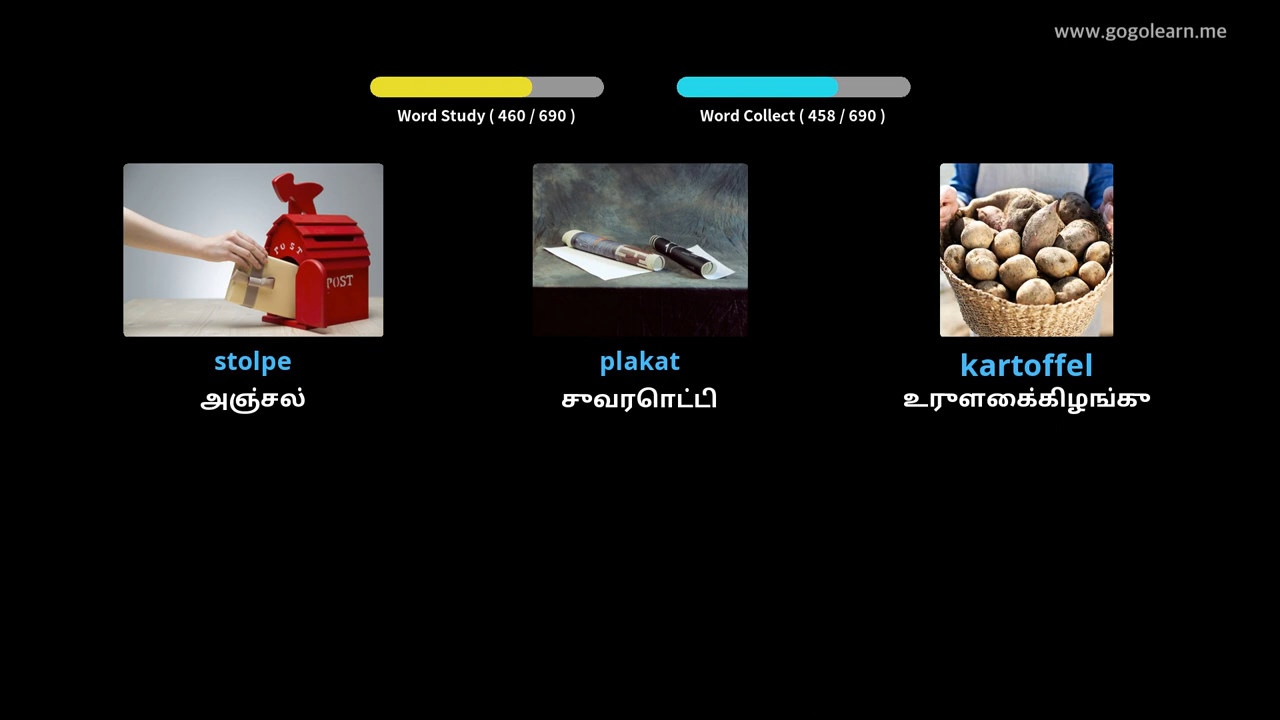 www.gogolearn.me
Word Study ( 460 / 690 )
Word Collect ( 458 / 690 )
POST
POST
stolpe
plakat
kartoffel
அஞ்சல்
சுவரொட்டி
உருளைக்கிழங்கு